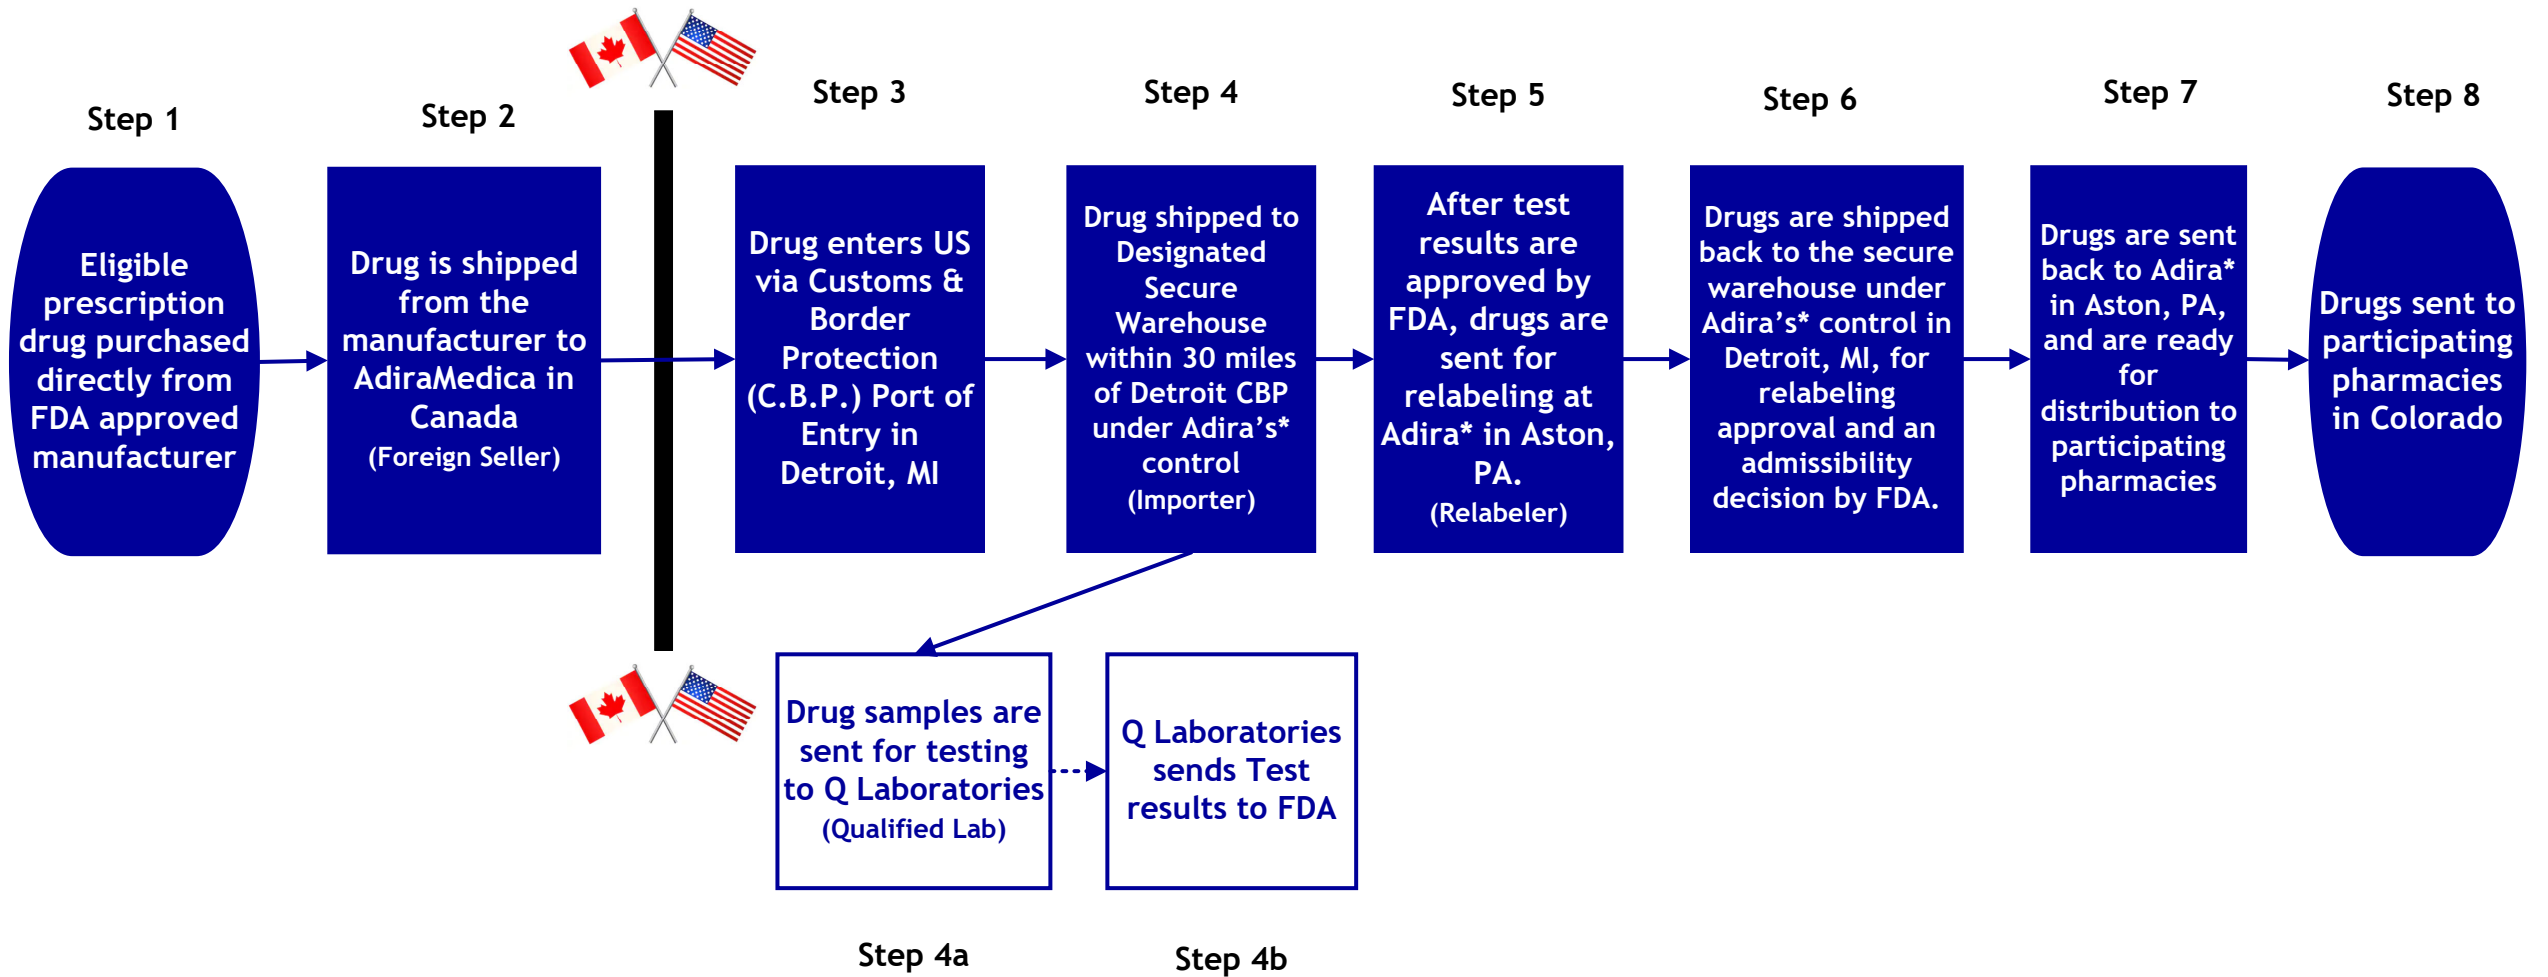 Step 1
Eligible
prescription
drug purchased
directly from
FDA approved
manufacturer
Step 2
Drug is shipped
from the
manufacturer to
AdiraMedica in
Canada
(Foreign Seller)
Step 3
Drug enters US
via Customs &
Border
Protection
(C.B.P.) Port of
Entry in
Detroit, MI
Step 4
Drug shipped to
Designated
Secure
Warehouse
within 30 miles
of Detroit CBP
under Adira’s*
control
(Importer)
Step 5
After test
results are
approved by
FDA, drugs are
sent for
relabeling at
Adira* in Aston,
PA.
(Relabeler)
Step 6
Drugs are shipped
back to the secure
warehouse under
Adira’s* control in
Detroit, MI, for
relabeling
approval and an
admissibility
decision by FDA.
Step 7
Drugs are sent
back to Adira*
in Aston, PA,
and are ready
for
distribution to
participating
pharmacies
Step 8
Drugs sent to
participating
pharmacies
in Colorado
Drug samples are
sent for testing
to Q Laboratories
(Qualified Lab)
Step 4a
Q Laboratories
sends Test
results to FDA
Step 4b